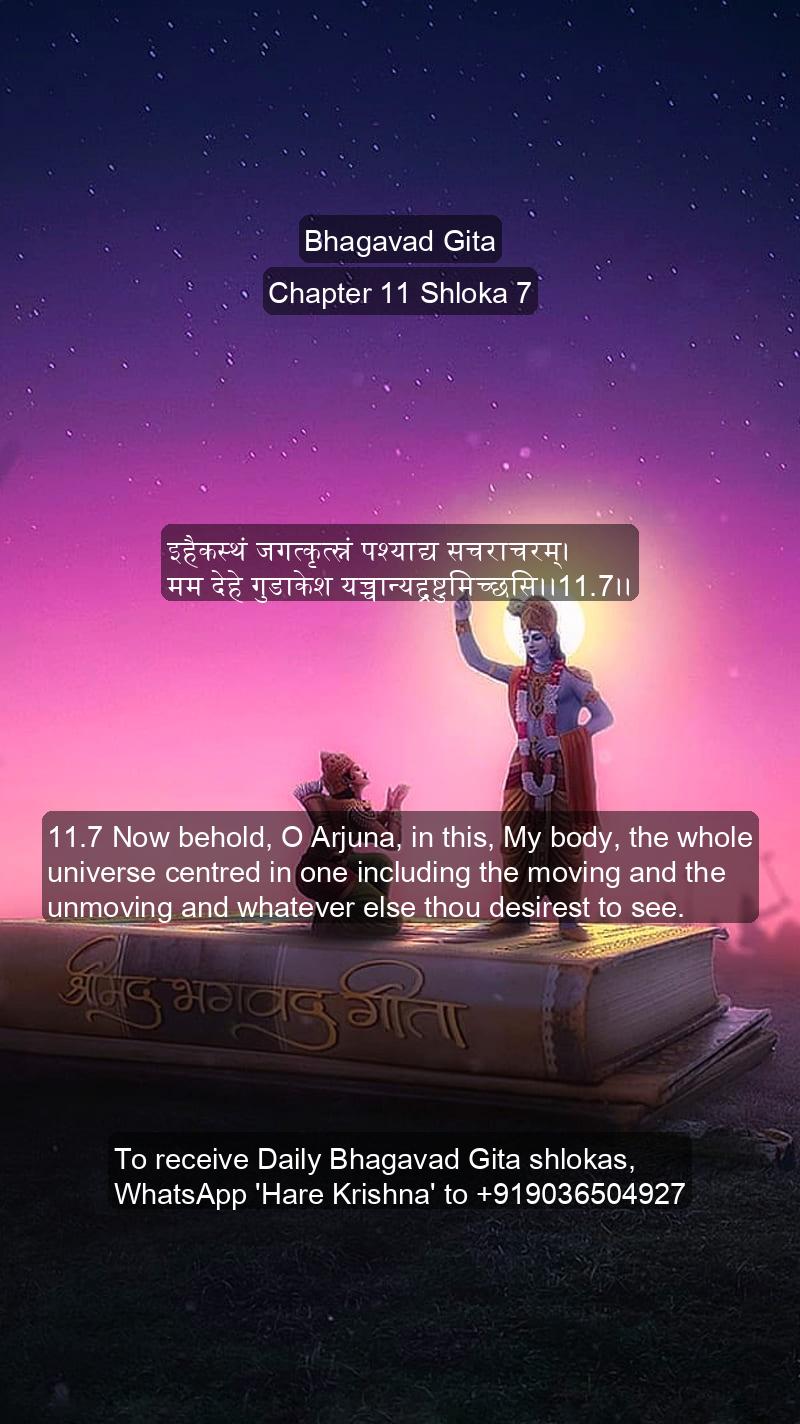 Bhagavad Gita
Chapter 11 Shloka 7
इहैकस्थं जगत्कृत्स्नं पश्याद्य सचराचरम्।
मम देहे गुडाकेश यच्चान्यद्द्रष्टुमिच्छसि।।11.7।।
11.7 Now behold, O Arjuna, in this, My body, the whole
universe centred in one including the moving and the
unmoving and whatever else thou desirest to see.
श्रीमद् भगवद् गीता
To receive Daily Bhagavad Gita shlokas,
WhatsApp 'Hare Krishna' to +919036504927